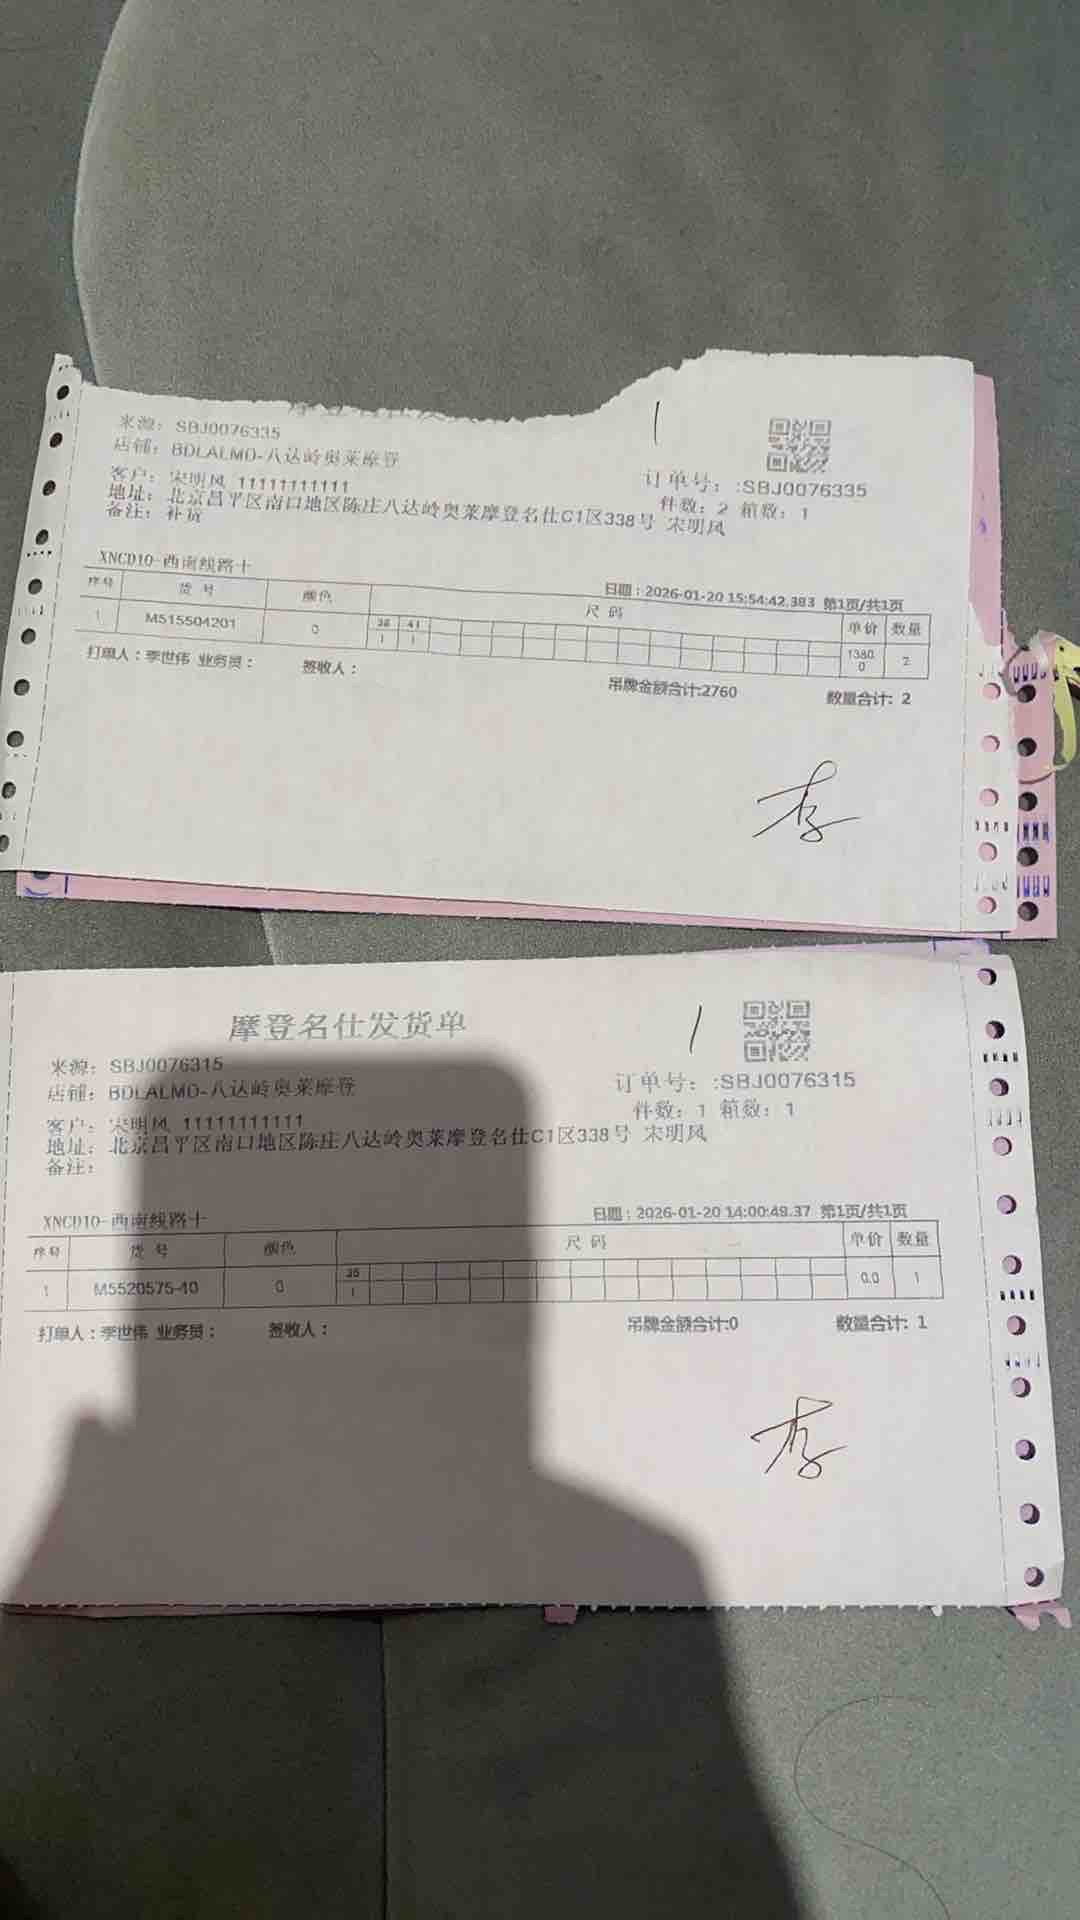 1
来源：SBJ0076335
店铺：BDLALMD-八达岭奥莱摩登
订单号：:SBJ0076335
客户：宋明风 11111111111
件数：2 箱数：1
地址：北京昌平区南口地区陈庄八达岭奥莱摩登名仕C1区338号 宋明风
备注：补货
XNCD10-西南线路十
日期：2026-01-20 15:54:42.383 第1页/共1页
序号 货号 颜色 尺码 单价 数量
38 41
1 M515504201 0 1 1 1380.0 2
打单人：李世伟 业务员： 签收人： 吊牌金额合计:2760 数量合计: 2
存
摩登名仕发货单 1
来源：SBJ0076315
店铺：BDLALMD-八达岭奥莱摩登
订单号：:SBJ0076315
客户：宋明风 11111111111
件数：1 箱数：1
地址：北京昌平区南口地区陈庄八达岭奥莱摩登名仕C1区338号 宋明风
备注：
XNCD10-西南线路十
日期：2026-01-20 14:00:48.37 第1页/共1页
序号 货号 颜色 尺码 单价 数量
35
1 M5520575-40 0 1 0.0 1
打单人：李世伟 业务员： 签收人： 吊牌金额合计:0 数量合计: 1
存